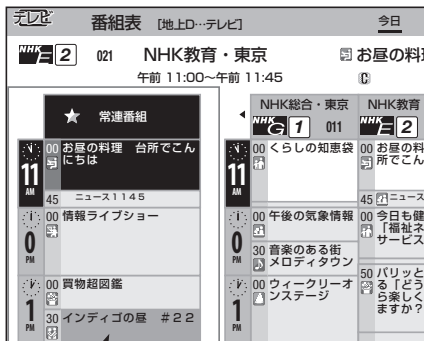 テレビ 番組表 [地上D…テレビ] 今日
NHK E 2 021 NHK教育・東京 お昼の料理
午前 11:00〜午前 11:45
★ 常連番組
11 AM
00 お昼の料理 台所でこん
にちは
45 ニュース1145
0 PM
00 情報ライブショー
1 PM
00 買物超図鑑
30 インディゴの昼 #22
NHK総合・東京
NHK G 1 011
11 AM
00 くらしの知恵袋
0 PM
00 午後の気象情報
30 音楽のある街
メロディタウン
1 PM
00 ウィークリーオ
ンステージ
NHK教育
NHK E 2
00 お昼の料
所でこん
45 ニュース
00 今日も健
「福祉ネ
サービス
50 パリッと
る「どう
ら楽しく
ますか?